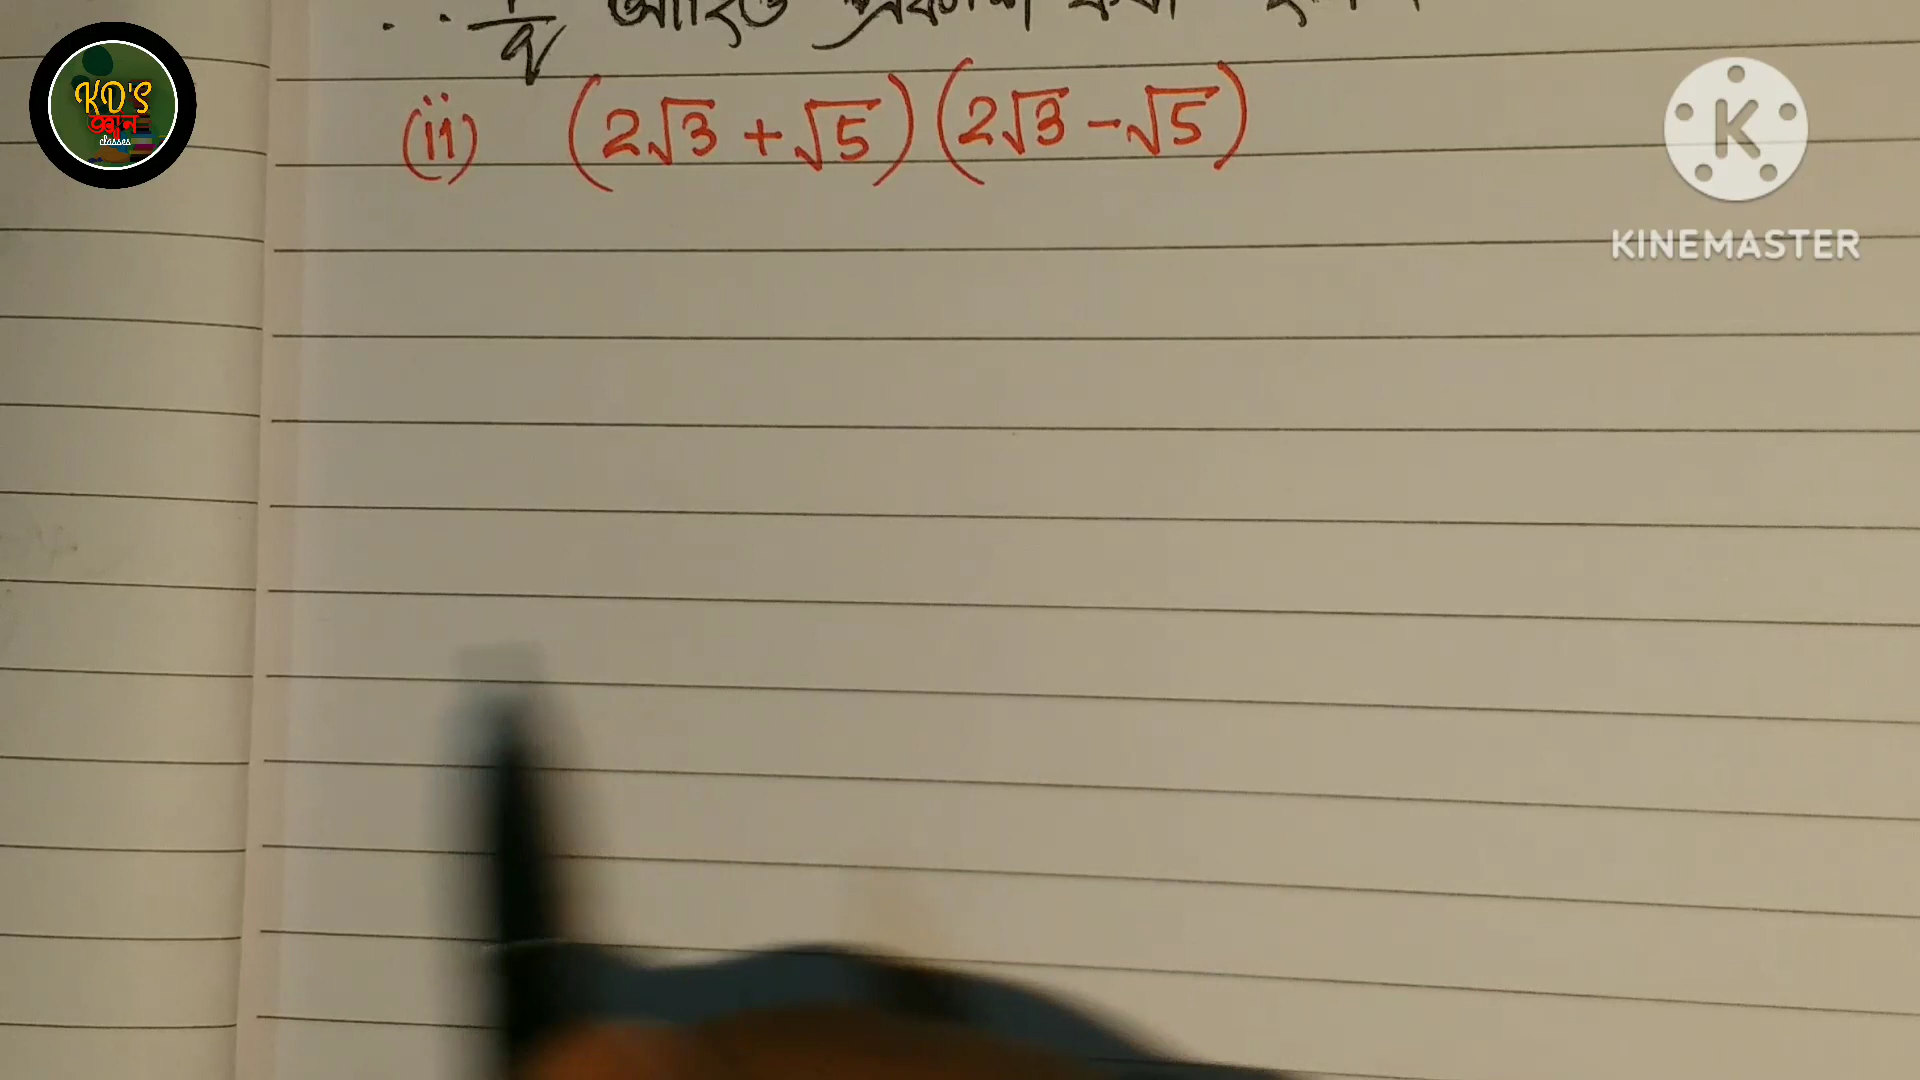 KD'S
জ্ঞান
classes
(ii) (2√3 + √5) (2√3 - √5)
K
KINEMASTER